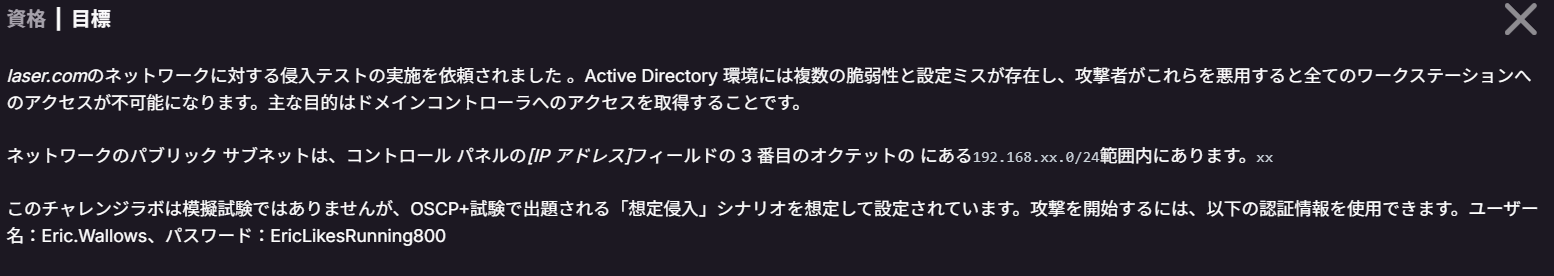 資格 | 目標
laser.comのネットワークに対する侵入テストの実施を依頼されました 。Active Directory 環境には複数の脆弱性と設定ミスが存在し、攻撃者がこれらを悪用すると全てのワークステーションへ
のアクセスが不可能になります。主な目的はドメインコントローラへのアクセスを取得することです。
ネットワークのパブリック サブネットは、コントロール パネルの[IP アドレス]フィールドの 3 番目のオクテットの にある192.168.xx.0/24範囲内にあります。xx
このチャレンジラボは模擬試験ではありませんが、OSCP+試験で出題される「想定侵入」シナリオを想定して設定されています。攻撃を開始するには、以下の認証情報を使用できます。ユーザー
名：Eric.Wallows、パスワード：EricLikesRunning800